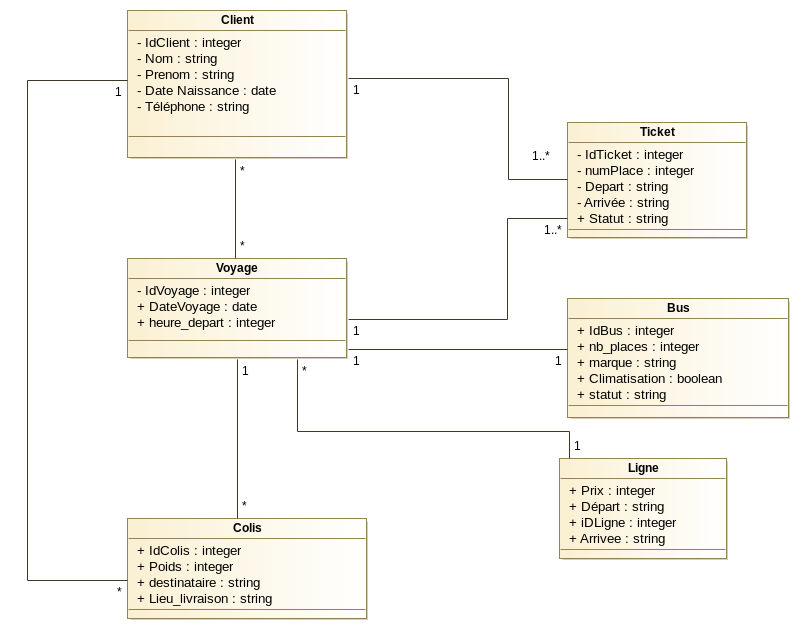 Client
- IdClient : integer
- Nom : string
- Prenom : string
- Date Naissance : date
- Téléphone : string
1
1
*
*
1..*
Ticket
- IdTicket : integer
- numPlace : integer
- Depart : string
- Arrivée : string
+ Statut : string
1..*
Voyage
- IdVoyage : integer
+ DateVoyage : date
+ heure_depart : integer
1
1
1
*
1
Bus
+ IdBus : integer
+ nb_places : integer
+ marque : string
+ Climatisation : boolean
+ statut : string
1
Ligne
+ Prix : integer
+ Départ : string
+ iDLigne : integer
+ Arrivee : string
*
Colis
+ IdColis : integer
+ Poids : integer
+ destinataire : string
+ Lieu_livraison : string
*